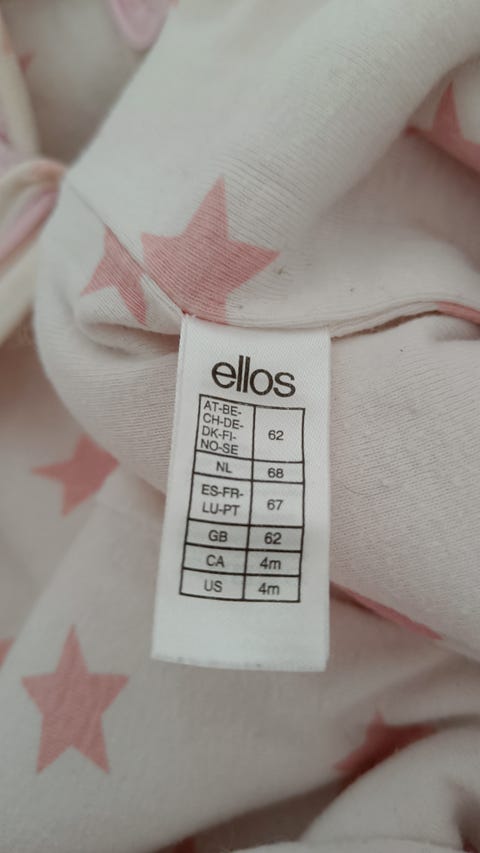 ellos
AT-BE-
CH-DE-
DK-FI-
NO-SE
62
NL 68
ES-FR-
LU-PT
67
GB 62
CA 4m
US 4m